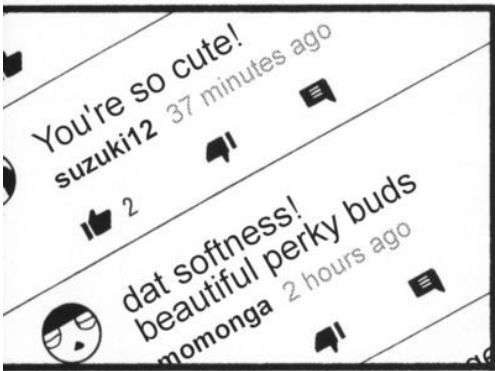 You're so cute!
suzuki12 37 minutes ago
2
dat softness!
beautiful perky buds
momonga 2 hours ago